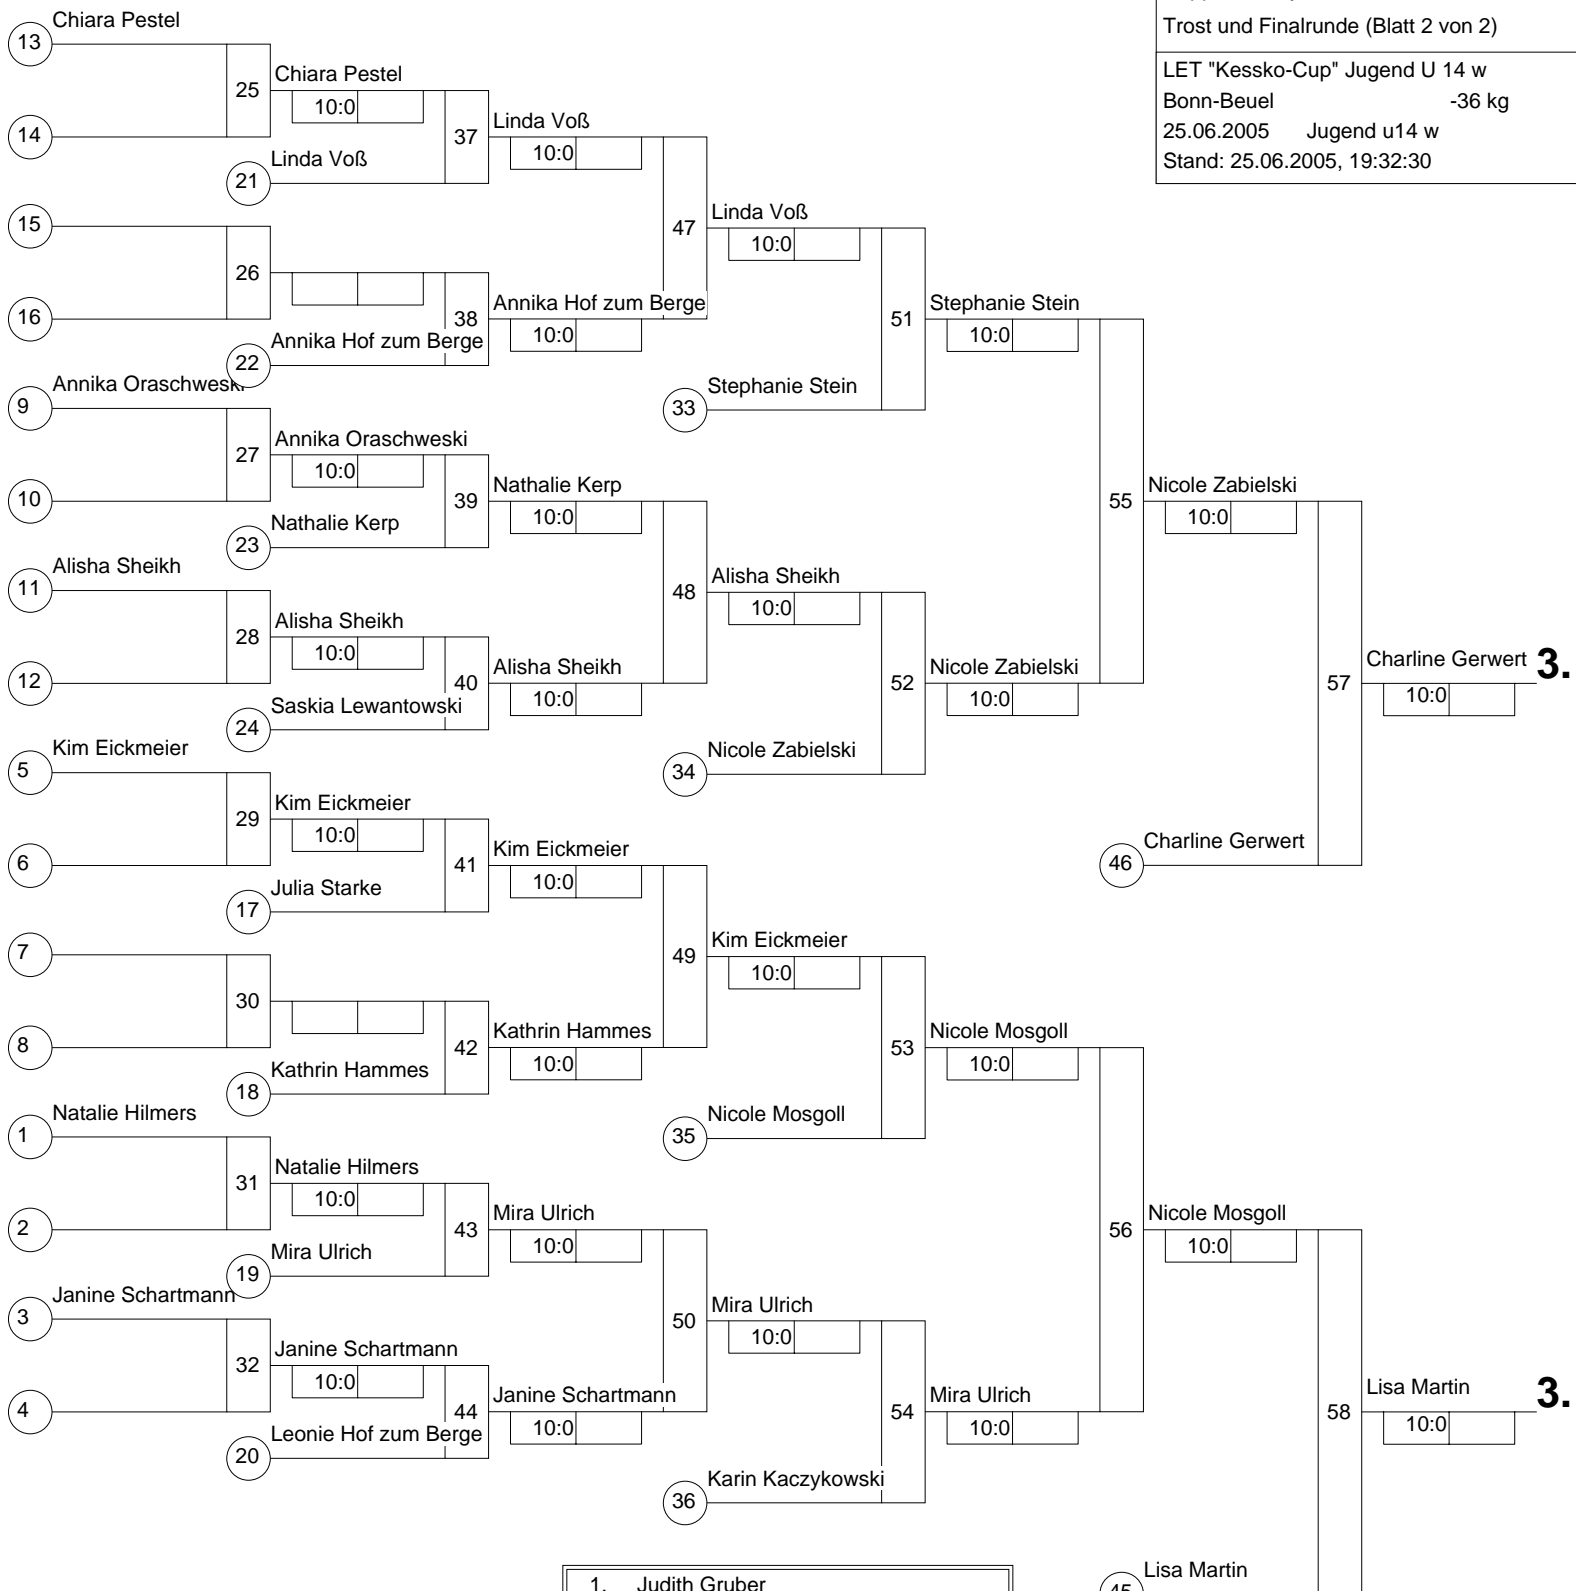 Trost und Finalrunde (Blatt 2 von 2)
LET "Kessko-Cup" Jugend U 14 w
Bonn-Beuel -36 kg
25.06.2005 Jugend u14 w
Stand: 25.06.2005, 19:32:30
Chiara Pestel
13
25
Chiara Pestel
10:0
14
37
Linda Voß
10:0
Linda Voß
21
15
47
Linda Voß
10:0
26
16
38
Annika Hof zum Berge
10:0
Annika Hof zum Berge
22
51
Stephanie Stein
10:0
Stephanie Stein
33
Annika Oraschweski
9
27
Annika Oraschweski
10:0
10
39
Nathalie Kerp
10:0
Nathalie Kerp
23
55
Nicole Zabielski
10:0
Alisha Sheikh
11
48
Alisha Sheikh
10:0
28
Alisha Sheikh
10:0
12
40
Alisha Sheikh
10:0
Saskia Lewantowski
24
52
Nicole Zabielski
10:0
Nicole Zabielski
34
57
Charline Gerwert 3.
10:0
Kim Eickmeier
5
29
Kim Eickmeier
10:0
6
41
Kim Eickmeier
10:0
Julia Starke
17
Charline Gerwert
46
7
49
Kim Eickmeier
10:0
30
8
42
Kathrin Hammes
10:0
Kathrin Hammes
18
53
Nicole Mosgoll
10:0
Nicole Mosgoll
35
Natalie Hilmers
1
31
Natalie Hilmers
10:0
2
43
Mira Ulrich
10:0
Mira Ulrich
19
56
Nicole Mosgoll
10:0
Janine Schartmann
3
50
Mira Ulrich
10:0
32
Janine Schartmann
10:0
4
44
Janine Schartmann
10:0
Leonie Hof zum Berge
20
54
Mira Ulrich
10:0
Karin Kaczykowski
36
58
Lisa Martin 3.
10:0
Lisa Martin
45
1. Judith Gruber